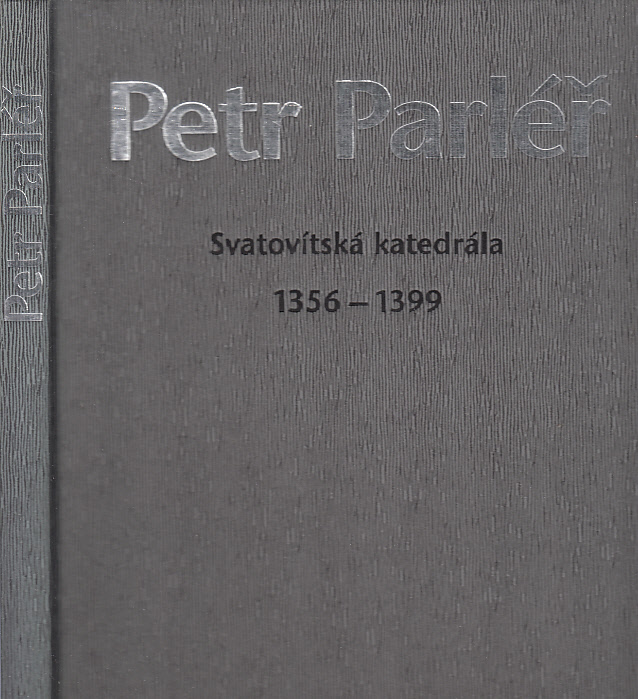 Petr Parléř
Petr Parléř
Svatovítská katedrála
1356 – 1399